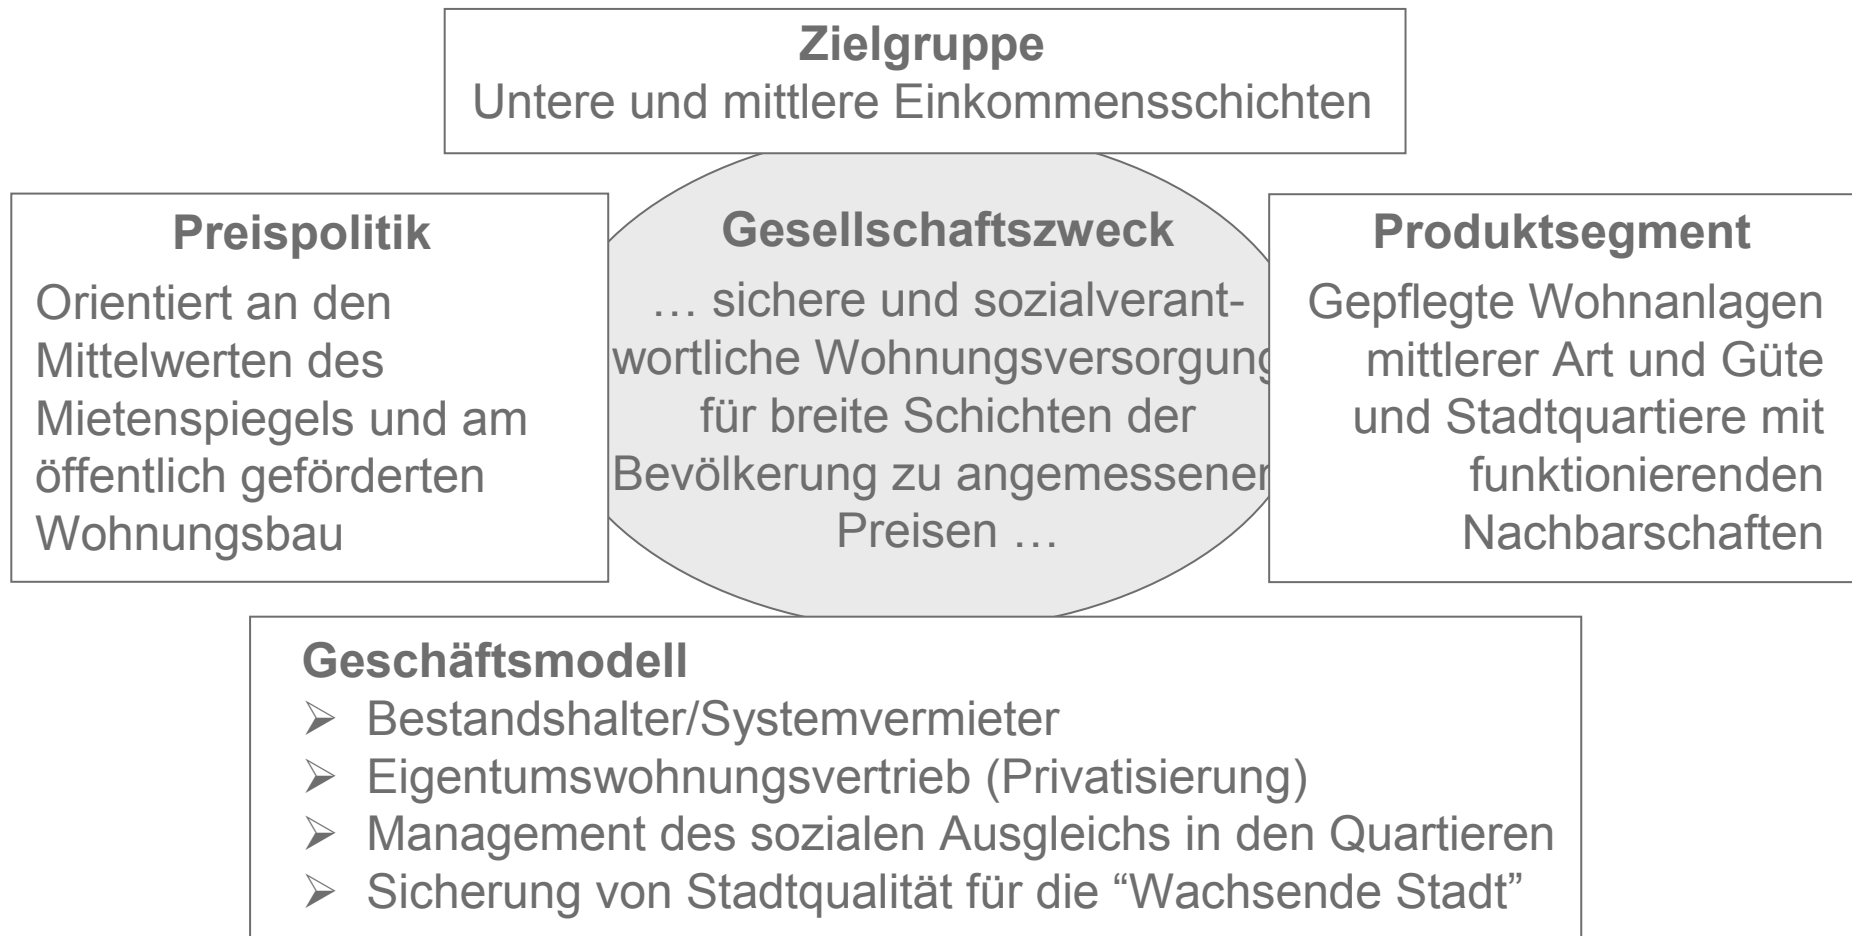 Zielgruppe
Untere und mittlere Einkommensschichten
Preispolitik
Orientiert an den
Mittelwerten des
Mietenspiegels und am
öffentlich geförderten
Wohnungsbau
Gesellschaftszweck
… sichere und sozialverant-
wortliche Wohnungsversorgung
für breite Schichten der
Bevölkerung zu angemessenen
Preisen …
Produktsegment
Gepflegte Wohnanlagen
mittlerer Art und Güte
und Stadtquartiere mit
funktionierenden
Nachbarschaften
Geschäftsmodell
➢ Bestandshalter/Systemvermieter
➢ Eigentumswohnungsvertrieb (Privatisierung)
➢ Management des sozialen Ausgleichs in den Quartieren
➢ Sicherung von Stadtqualität für die “Wachsende Stadt”